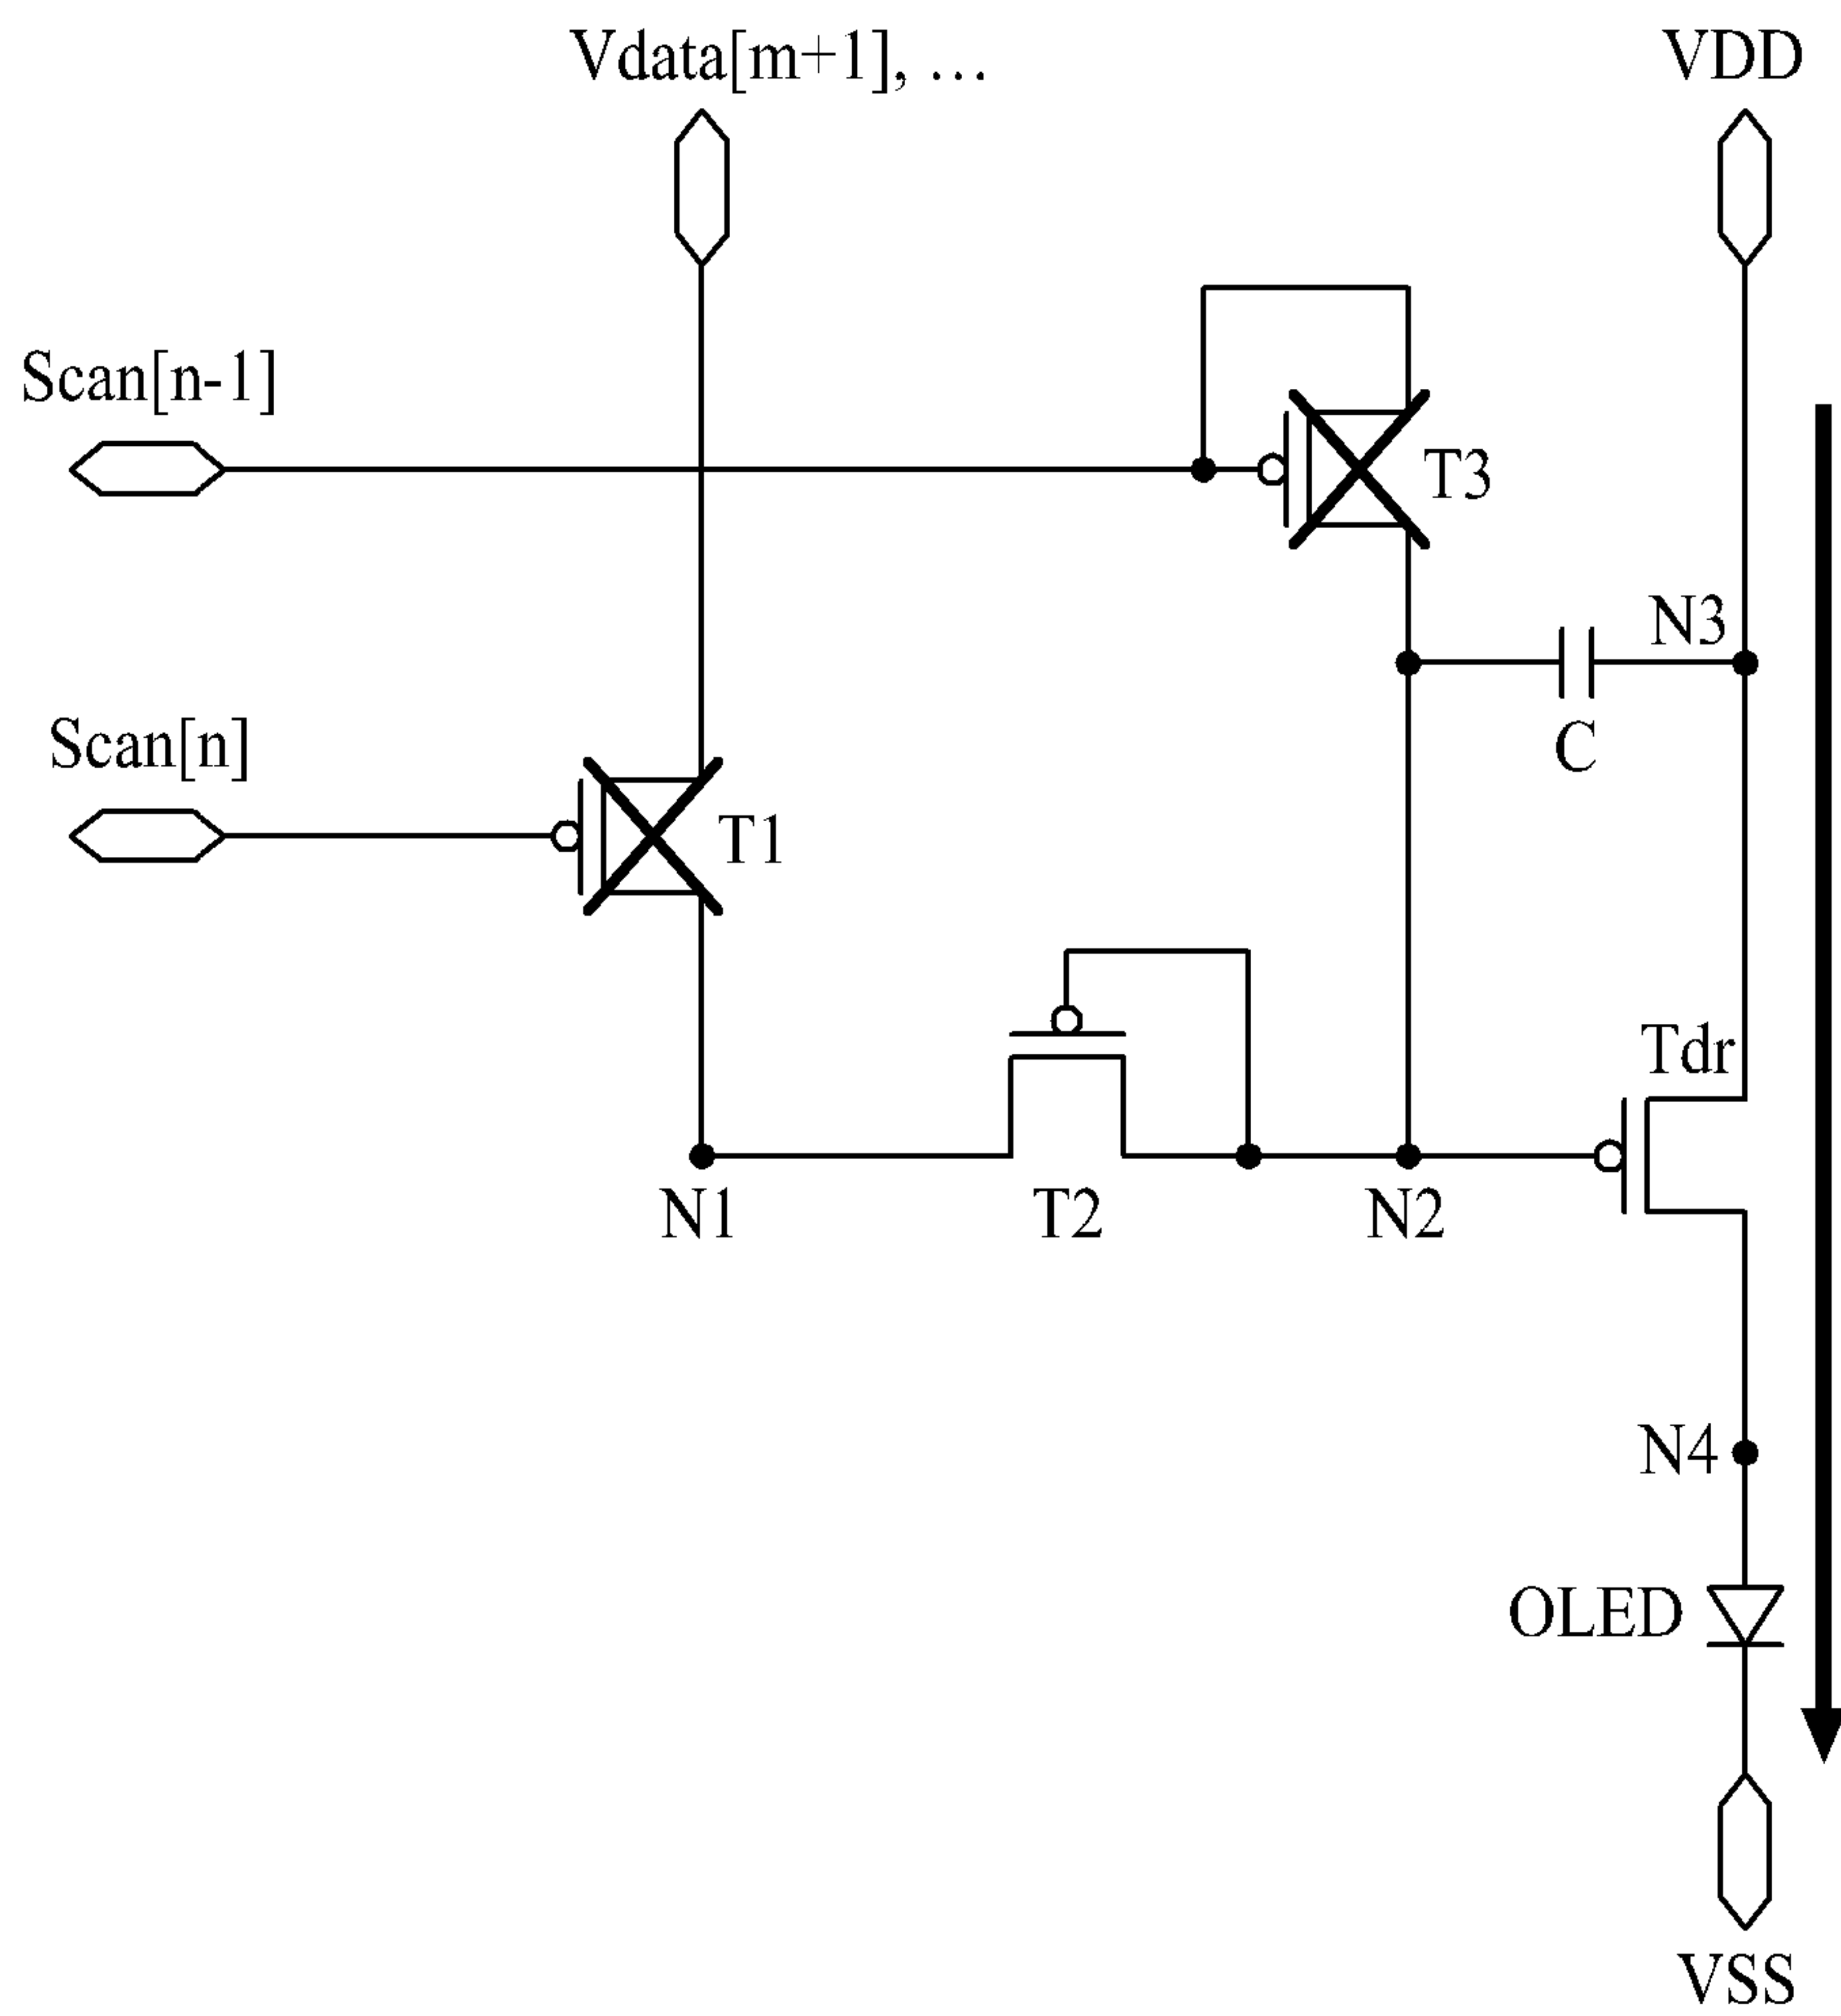 Vdata[m+1], ...
VDD
Scan[n-1]
T3
N3
C
Scan[n]
T1
Tdr
N1
T2
N2
N4
OLED
VSS